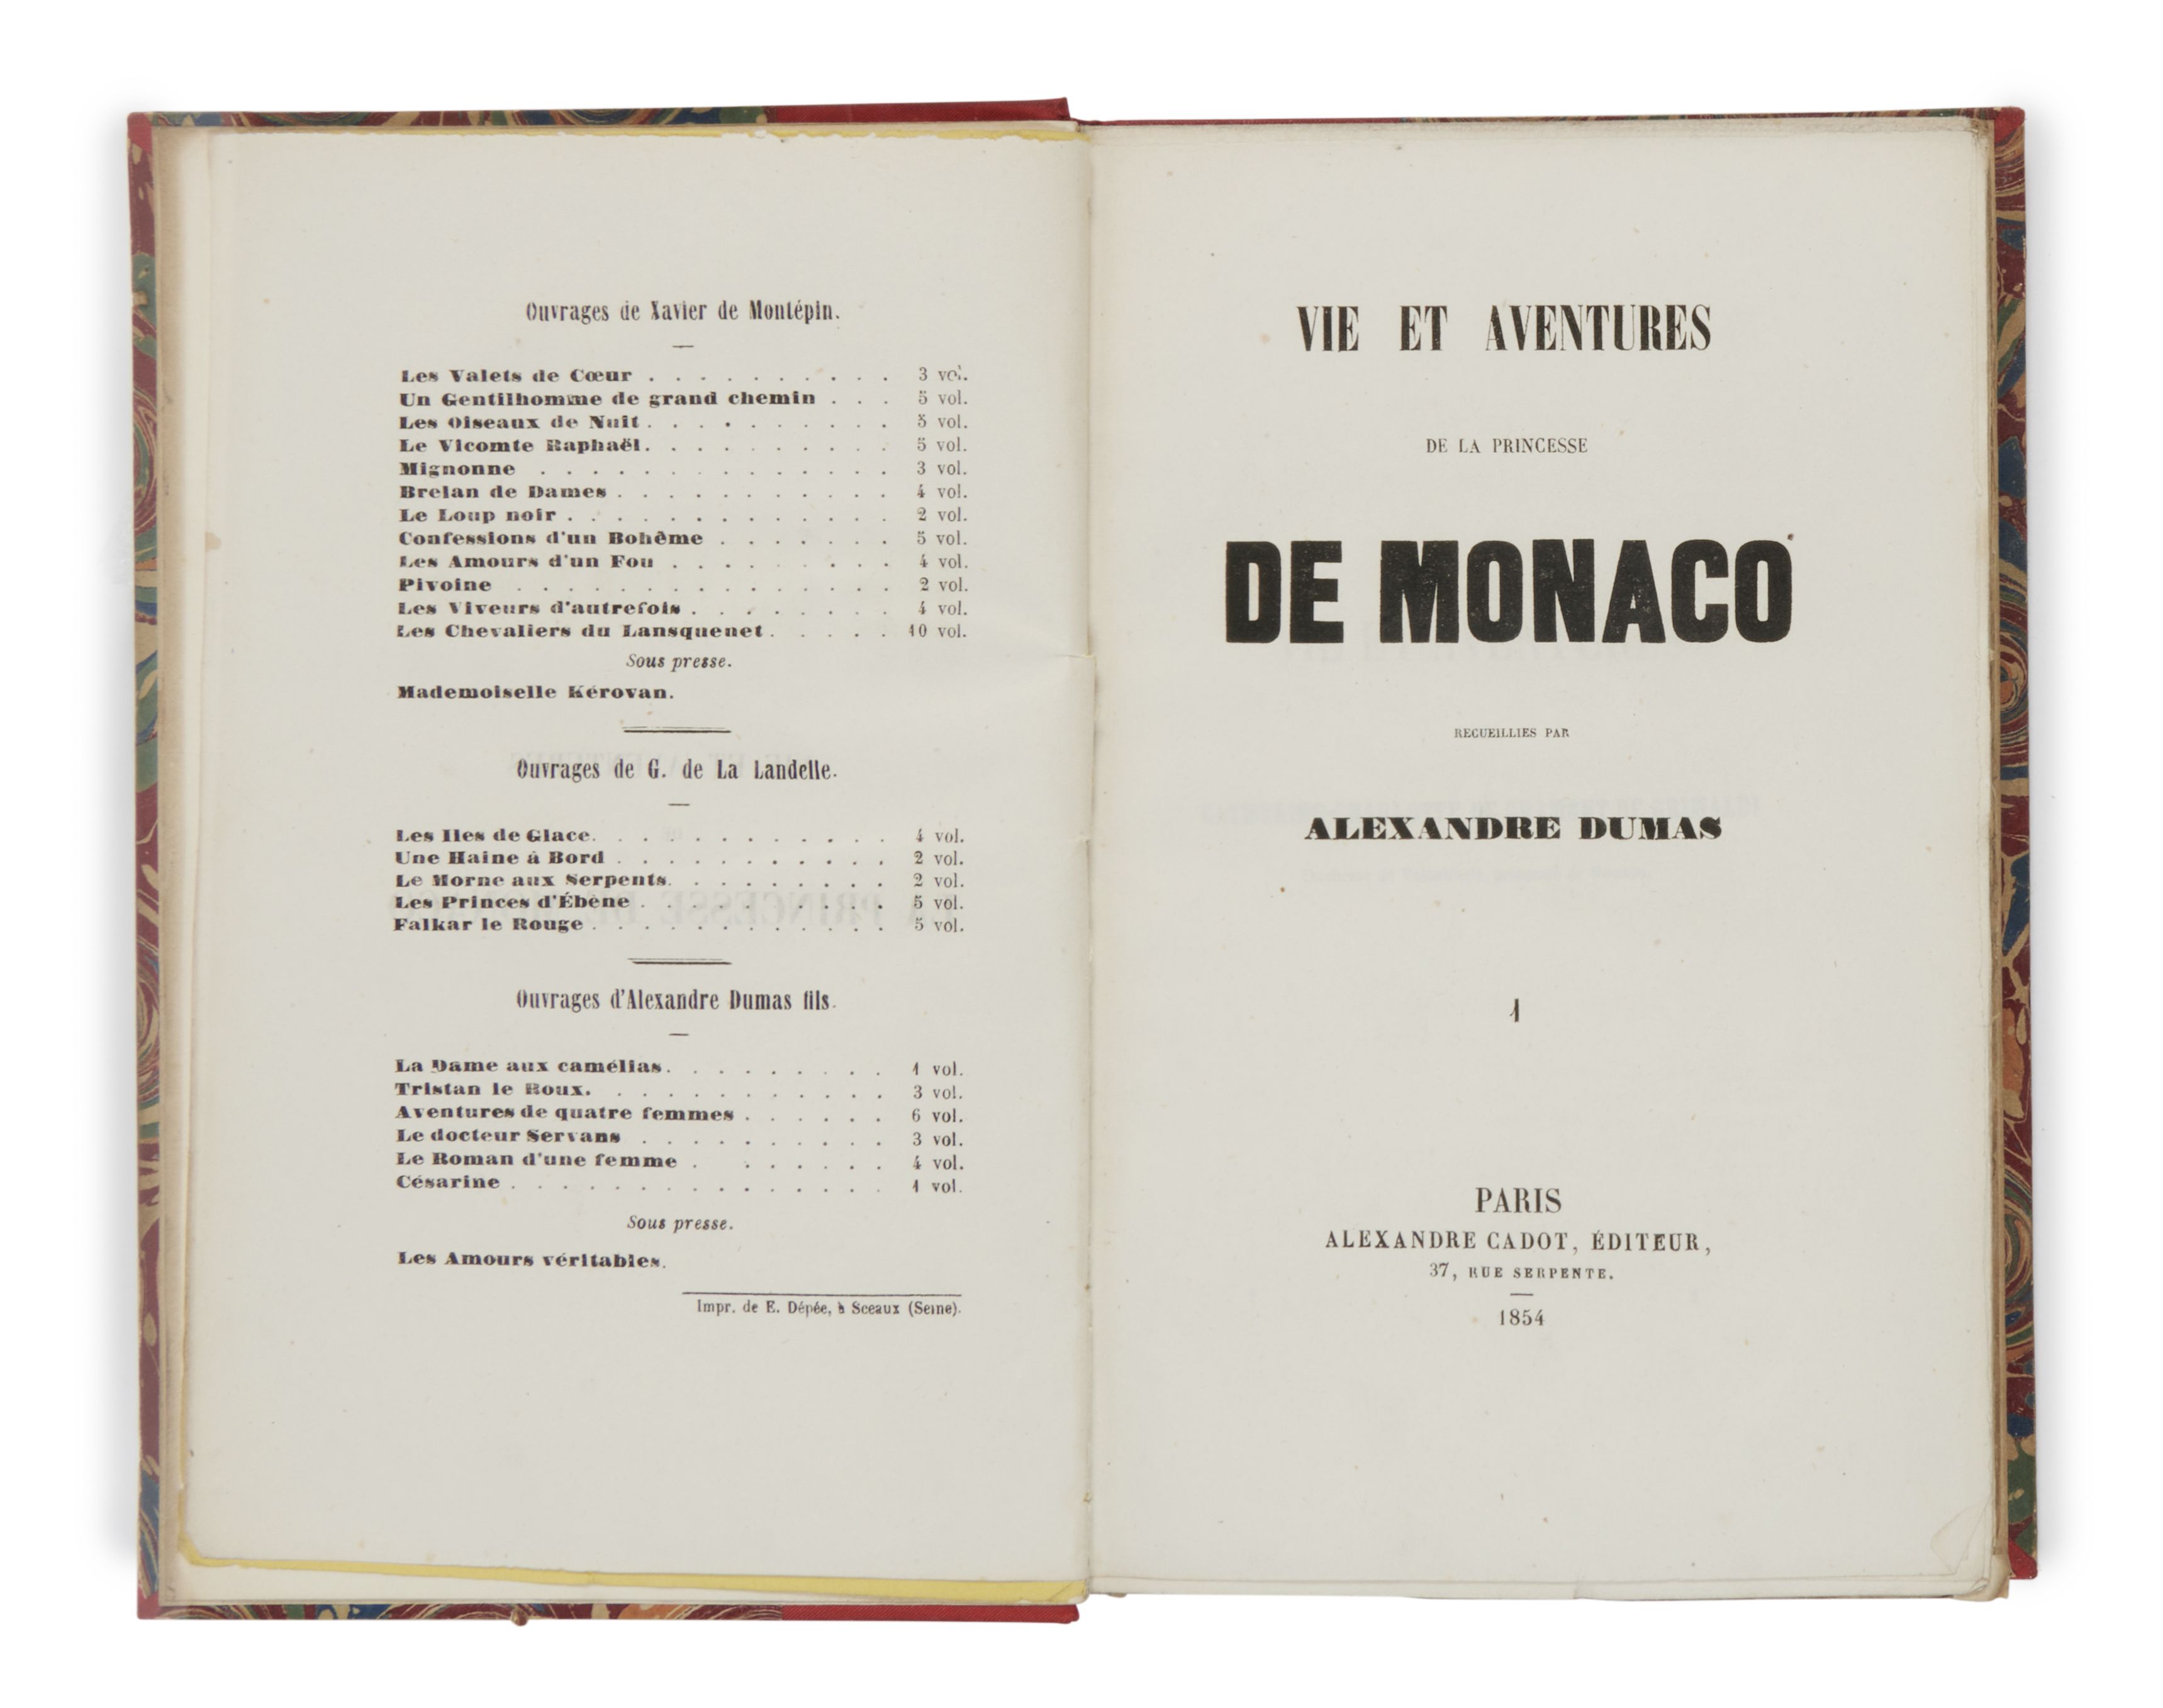 Ouvrages de Xavier de Montépin.
Les Valets de Cœur . . . . . . . . . . 3 vol.
Un Gentilhomme de grand chemin . . . 5 vol.
Les Oiseaux de Nuit . . . . . . . . . . 5 vol.
Le Vicomte Raphaël . . . . . . . . . . 5 vol.
Mignonne . . . . . . . . . . . . . . 3 vol.
Brelan de Dames . . . . . . . . . . . 4 vol.
Le Loup noir . . . . . . . . . . . . . 2 vol.
Confessions d'un Bohême . . . . . . . 5 vol.
Les Amours d'un Fou . . . . . . . . . 4 vol.
Pivoine . . . . . . . . . . . . . . . 2 vol.
Les Viveurs d'autrefois . . . . . . . . 4 vol.
Les Chevaliers du Lansquenet . . . . . 10 vol.
Sous presse.
Mademoiselle Kérovan.
Ouvrages de G. de La Landelle.
Les Iles de Glace. . . . . . . . . . . . 4 vol.
Une Haine à Bord . . . . . . . . . . . 2 vol.
Le Morne aux Serpents. . . . . . . . . 2 vol.
Les Princes d'Ébène . . . . . . . . . . 5 vol.
Falkar le Rouge . . . . . . . . . . . . 5 vol.
Ouvrages d'Alexandre Dumas fils.
La Dame aux camélias. . . . . . . . . 1 vol.
Tristan le Roux. . . . . . . . . . . . 3 vol.
Aventures de quatre femmes . . . . . . 6 vol.
Le docteur Servans . . . . . . . . . . 3 vol.
Le Roman d'une femme . . . . . . . 4 vol.
Césarine . . . . . . . . . . . . . . . 1 vol.
Sous presse.
Les Amours véritables.
Impr. de E. Dépée, à Sceaux (Seine).
VIE ET AVENTURES
DE LA PRINCESSE
DE MONACO
RECUEILLIES PAR
ALEXANDRE DUMAS
1
PARIS
ALEXANDRE CADOT, ÉDITEUR,
37, RUE SERPENTE.
1854